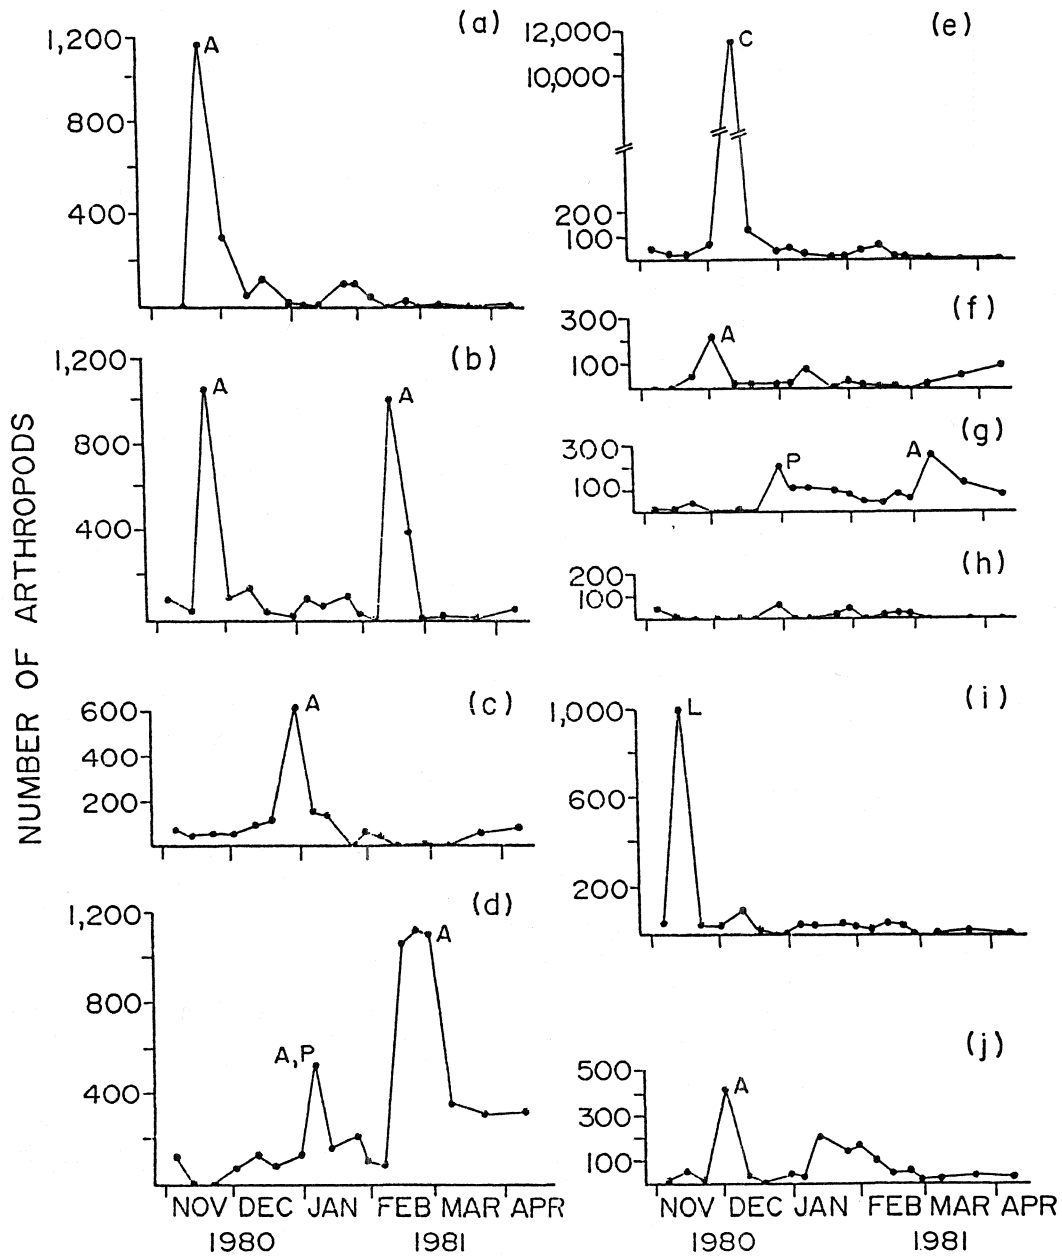 NUMBER OF ARTHROPODS
(a)
1,200
800
400
A
(b)
1,200
800
400
A
A
(c)
600
400
200
A
(d)
1,200
800
400
A,P
A
NOV DEC JAN FEB MAR APR
1980 1981
(e)
12,000
10,000
200
100
C
(f)
300
100
A
(g)
300
100
P
A
(h)
200
100
(i)
1,000
600
200
L
(j)
500
300
100
A
NOV DEC JAN FEB MAR APR
1980 1981